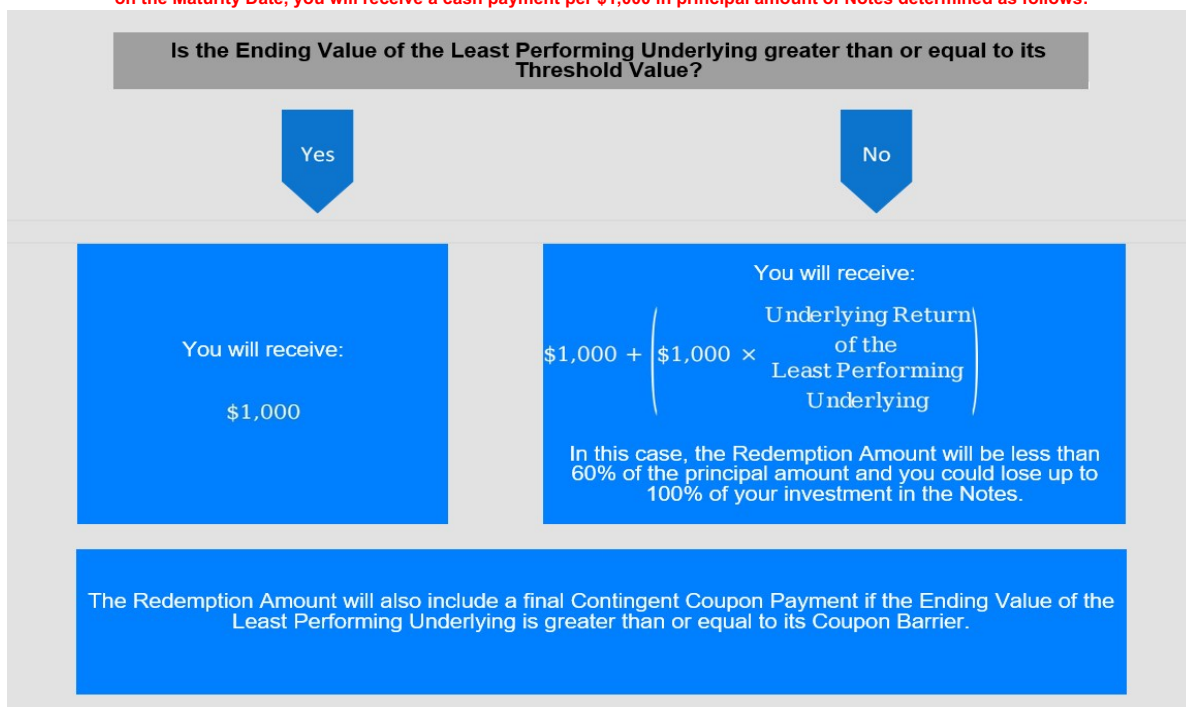 on the Maturity Date, you will receive a cash payment per $1,000 in principal amount of Notes determined as follows:
Is the Ending Value of the Least Performing Underlying greater than or equal to its
Threshold Value?
Yes
No
You will receive:
$1,000
You will receive:
$1,000 + ($1,000 × Underlying Return
of the
Least Performing
Underlying)
In this case, the Redemption Amount will be less than
60% of the principal amount and you could lose up to
100% of your investment in the Notes.
The Redemption Amount will also include a final Contingent Coupon Payment if the Ending Value of the
Least Performing Underlying is greater than or equal to its Coupon Barrier.